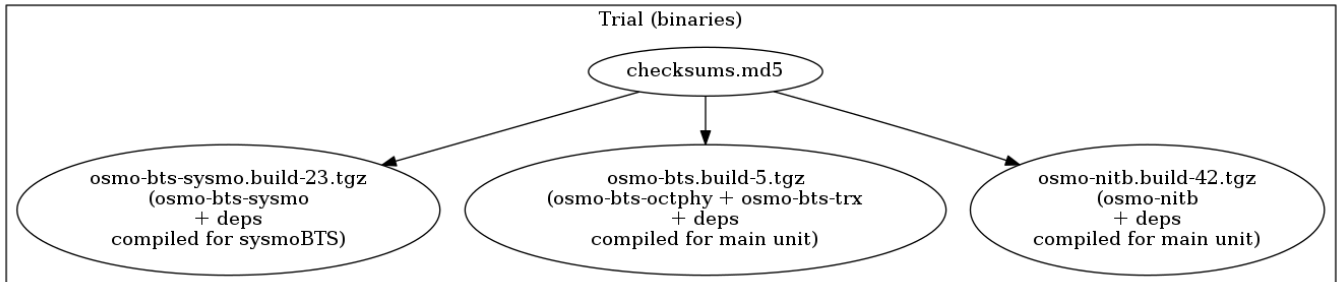 Trial (binaries)
checksums.md5
osmo-bts-sysmo.build-23.tgz
(osmo-bts-sysmo
+ deps
compiled for sysmoBTS)
osmo-bts.build-5.tgz
(osmo-bts-octphy + osmo-bts-trx
+ deps
compiled for main unit)
osmo-nitb.build-42.tgz
(osmo-nitb
+ deps
compiled for main unit)